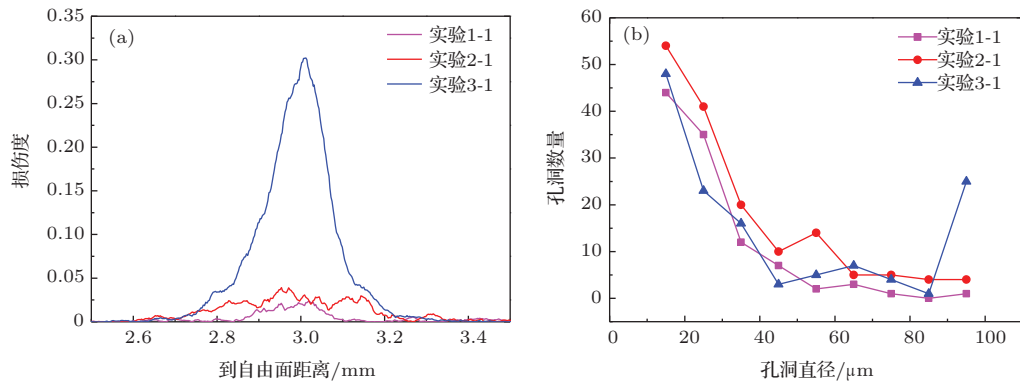 (a)
实验1-1
实验2-1
实验3-1
0.35
0.30
0.25
0.20
0.15
0.10
0.05
0
损伤度
2.6 2.8 3.0 3.2 3.4
到自由面距离/mm
(b)
实验1-1
实验2-1
实验3-1
60
50
40
30
20
10
0
孔洞数量
0 20 40 60 80 100
孔洞直径/μm